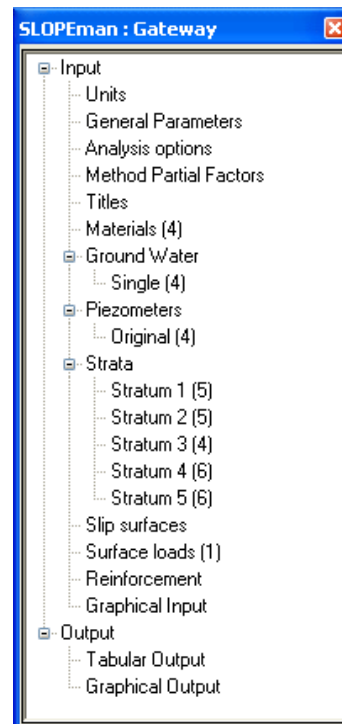 SLOPEman : Gateway
Input
Units
General Parameters
Analysis options
Method Partial Factors
Titles
Materials (4)
Ground Water
Single (4)
Piezometers
Original (4)
Strata
Stratum 1 (5)
Stratum 2 (5)
Stratum 3 (4)
Stratum 4 (6)
Stratum 5 (6)
Slip surfaces
Surface loads (1)
Reinforcement
Graphical Input
Output
Tabular Output
Graphical Output